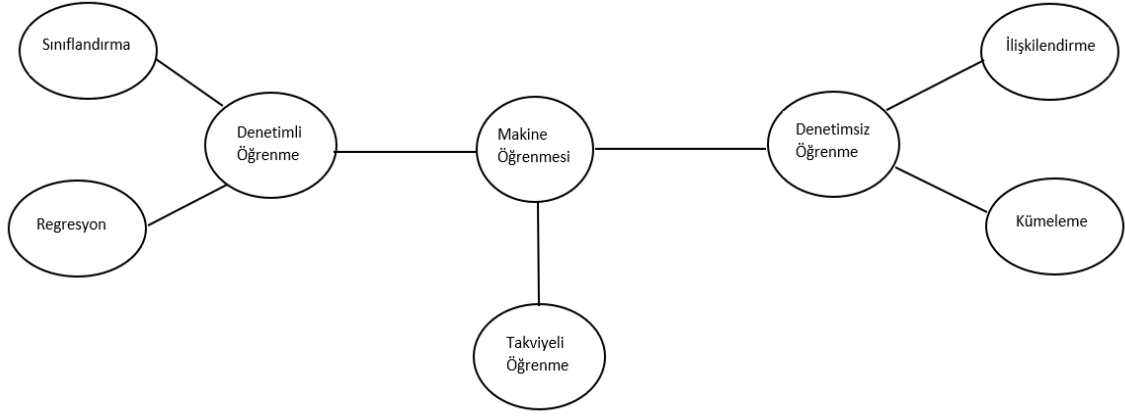 Sınıflandırma
İlişkilendirme
Denetimli
Öğrenme
Makine
Öğrenmesi
Denetimsiz
Öğrenme
Regresyon
Kümeleme
Takviyeli
Öğrenme